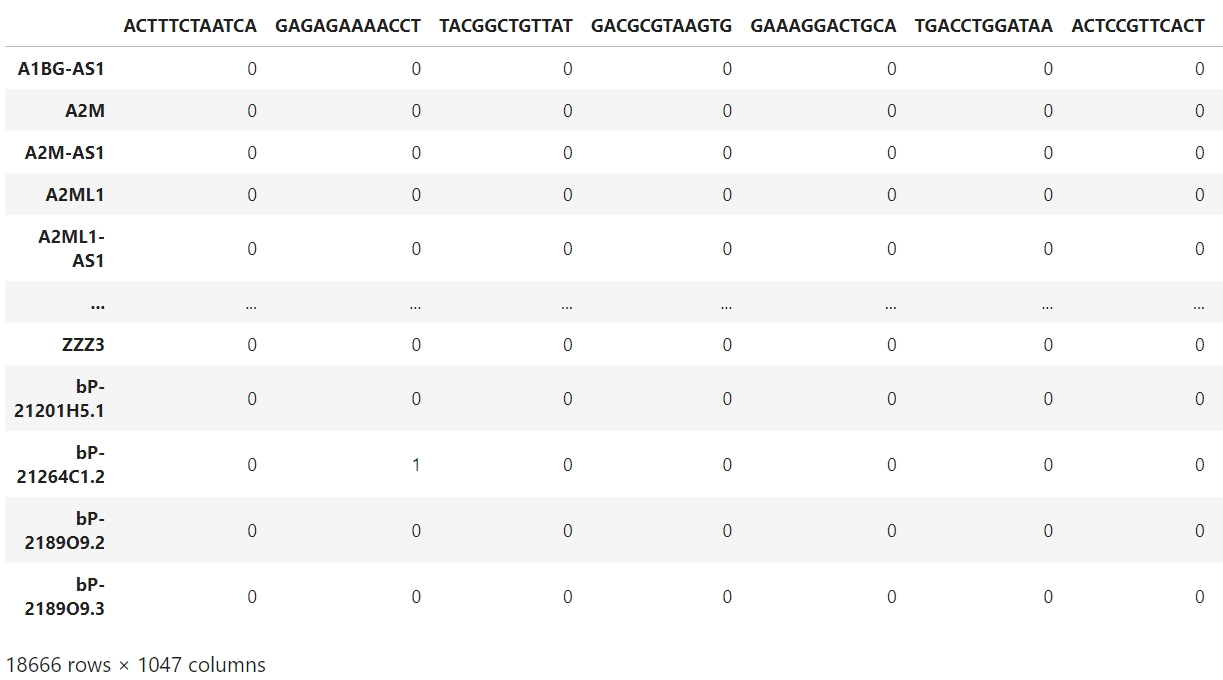 ACTTTCTAATCA GAGAGAAAACCT TACGGCTGTTAT GACGCGTAAGTG GAAAGGACTGCA TGACCTGGATAA ACTCCGTTCACT
A1BG-AS1 0 0 0 0 0 0 0
A2M 0 0 0 0 0 0 0
A2M-AS1 0 0 0 0 0 0 0
A2ML1 0 0 0 0 0 0 0
A2ML1-
AS1 0 0 0 0 0 0 0
... ... ... ... ... ... ... ...
ZZZ3 0 0 0 0 0 0 0
bP-
21201H5.1 0 0 0 0 0 0 0
bP-
21264C1.2 0 1 0 0 0 0 0
bP-
2189O9.2 0 0 0 0 0 0 0
bP-
2189O9.3 0 0 0 0 0 0 0
18666 rows × 1047 columns